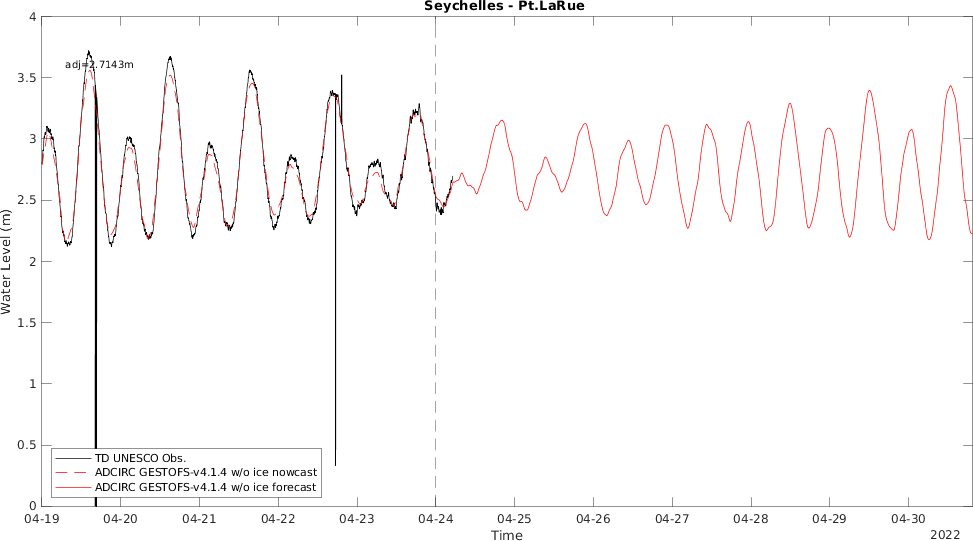 Seychelles - Pt.LaRue
adj=2.7143m
Water Level (m)
4
3.5
3
2.5
2
1.5
1
0.5
0
TD UNESCO Obs.
ADCIRC GESTOFS-v4.1.4 w/o ice nowcast
ADCIRC GESTOFS-v4.1.4 w/o ice forecast
04-19 04-20 04-21 04-22 04-23 04-24 04-25 04-26 04-27 04-28 04-29 04-30
2022
Time